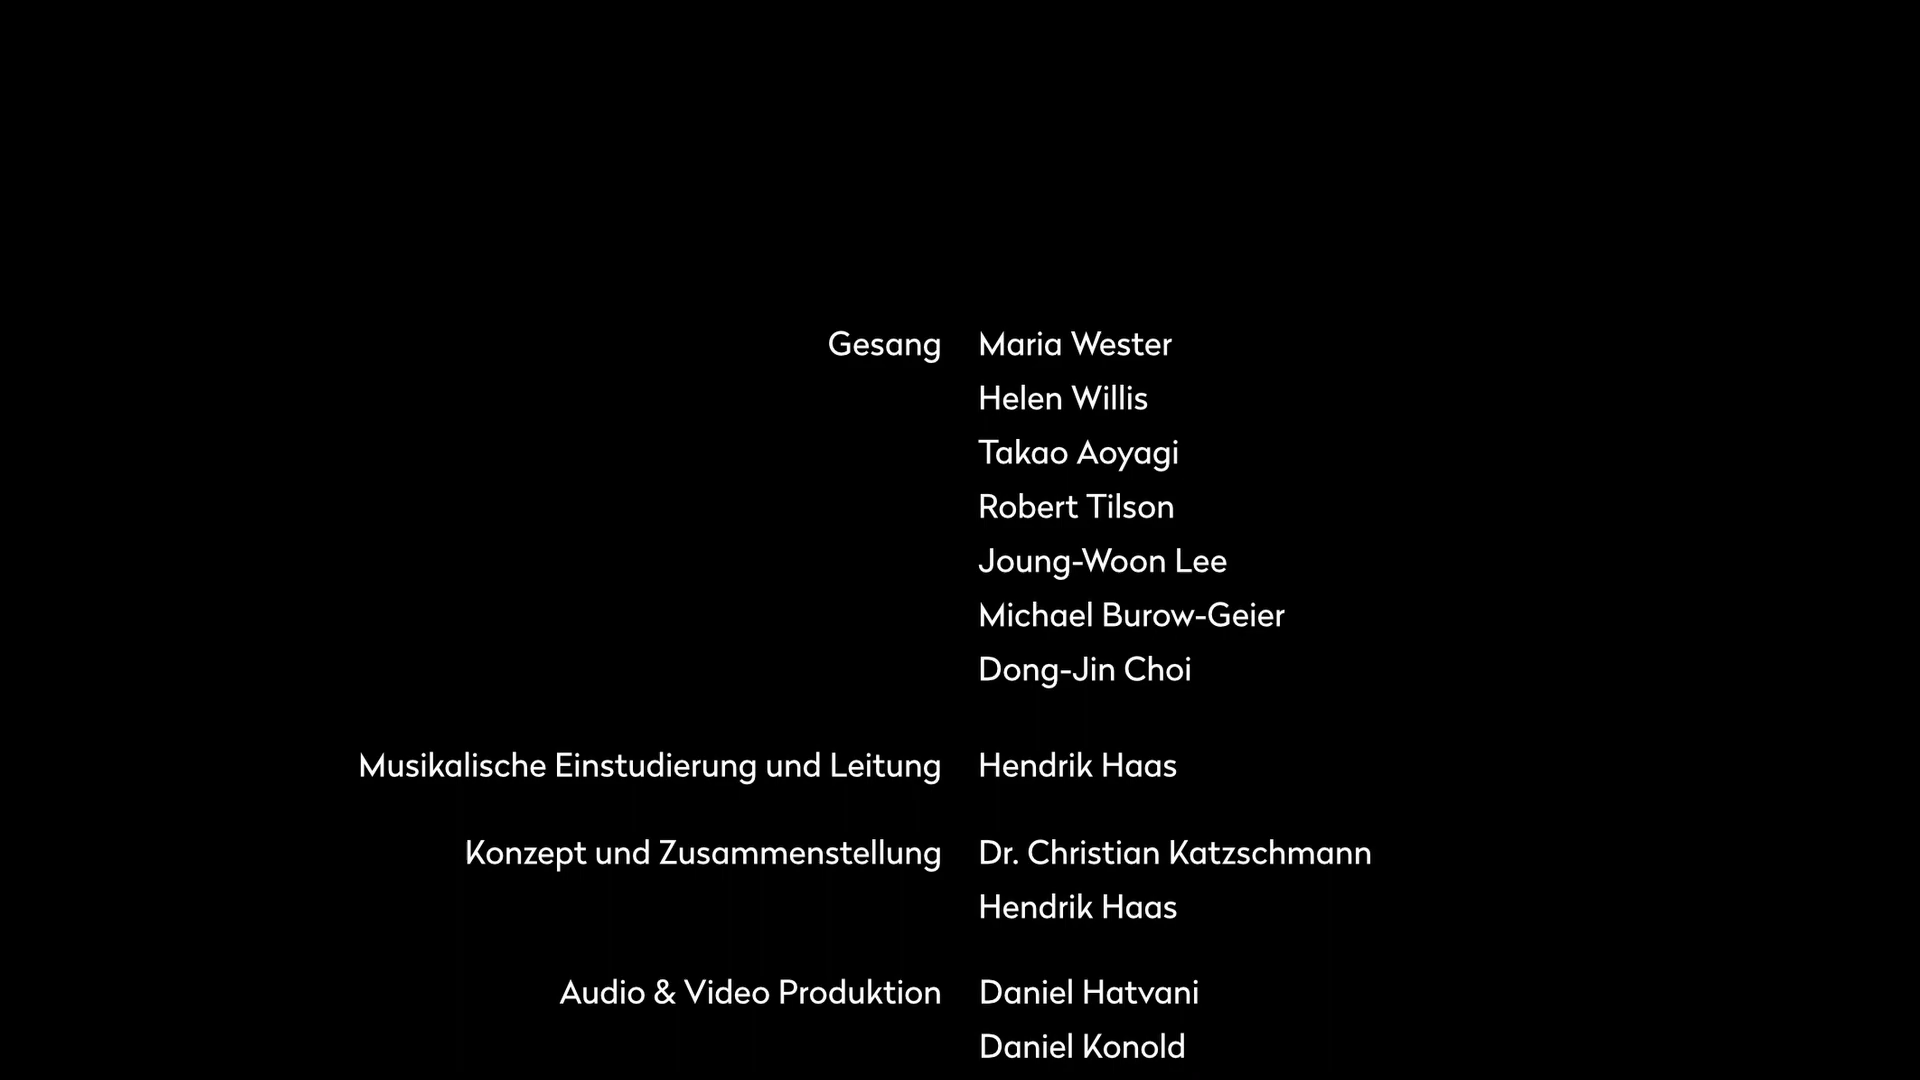 Gesang Maria Wester
Helen Willis
Takao Aoyagi
Robert Tilson
Joung-Woon Lee
Michael Burow-Geier
Dong-Jin Choi
Musikalische Einstudierung und Leitung Hendrik Haas
Konzept und Zusammenstellung Dr. Christian Katzschmann
Hendrik Haas
Audio & Video Produktion Daniel Hatvani
Daniel Konold